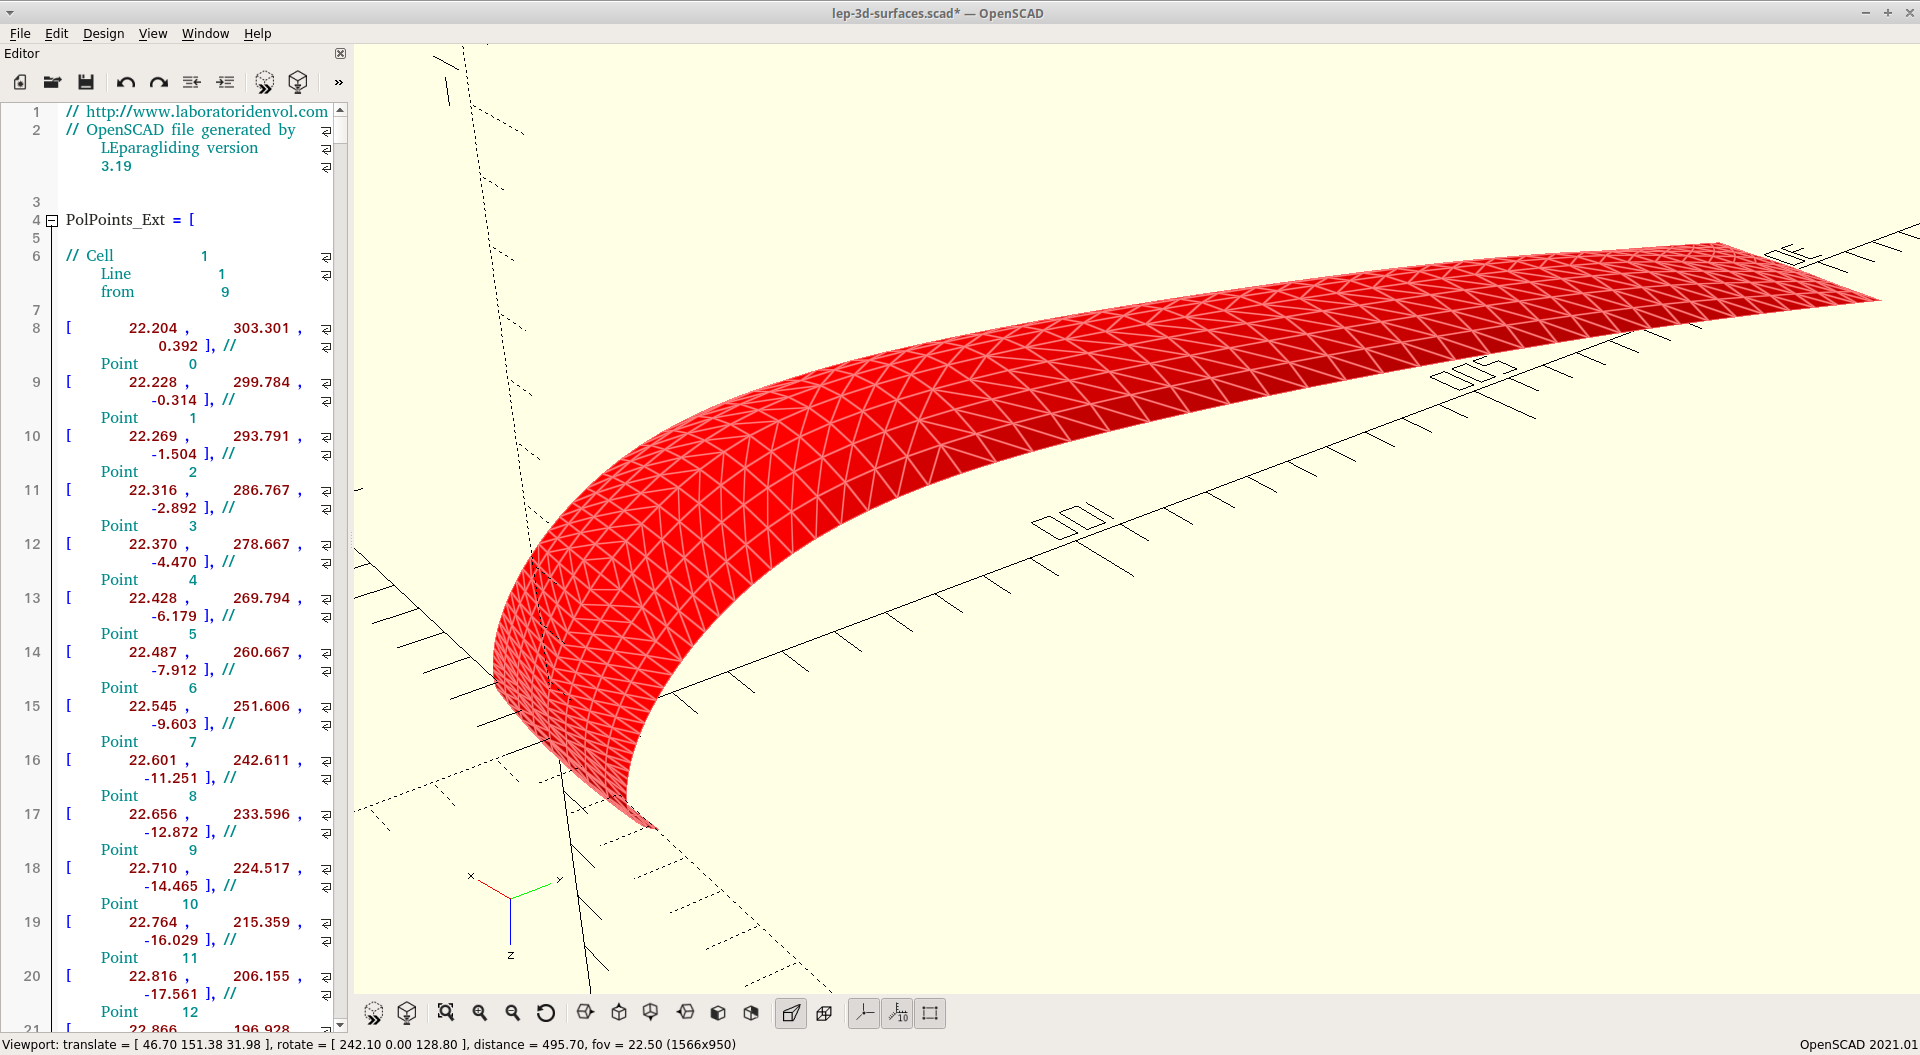 lep-3d-surfaces.scad* — OpenSCAD
File Edit Design View Window Help
Editor
1 // http://www.laboratoridenvol.com
2 // OpenSCAD file generated by
LEparagliding version
3.19
3
4 PolPoints_Ext = [
5
6 // Cell 1
Line 1
from 9
7
8 [ 22.204 , 303.301 ,
0.392 ], //
Point 0
9 [ 22.228 , 299.784 ,
-0.314 ], //
Point 1
10 [ 22.269 , 293.791 ,
-1.504 ], //
Point 2
11 [ 22.316 , 286.767 ,
-2.892 ], //
Point 3
12 [ 22.370 , 278.667 ,
-4.470 ], //
Point 4
13 [ 22.428 , 269.794 ,
-6.179 ], //
Point 5
14 [ 22.487 , 260.667 ,
-7.912 ], //
Point 6
15 [ 22.545 , 251.606 ,
-9.603 ], //
Point 7
16 [ 22.601 , 242.611 ,
-11.251 ], //
Point 8
17 [ 22.656 , 233.596 ,
-12.872 ], //
Point 9
18 [ 22.710 , 224.517 ,
-14.465 ], //
Point 10
19 [ 22.764 , 215.359 ,
-16.029 ], //
Point 11
20 [ 22.816 , 206.155 ,
-17.561 ], //
Point 12
21 [ 22.866 196.928
100
x
y
z
10
Viewport: translate = [ 46.70 151.38 31.98 ], rotate = [ 242.10 0.00 128.80 ], distance = 495.70, fov = 22.50 (1566x950)
OpenSCAD 2021.01